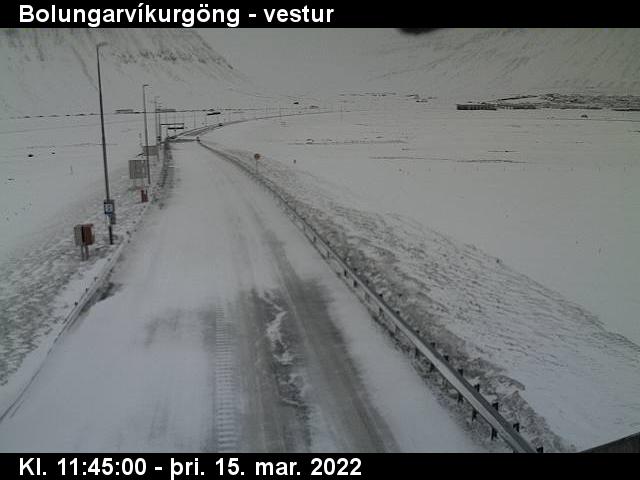 Bolungarvíkurgöng - vestur
Kl. 11:45:00 - þri. 15. mar. 2022